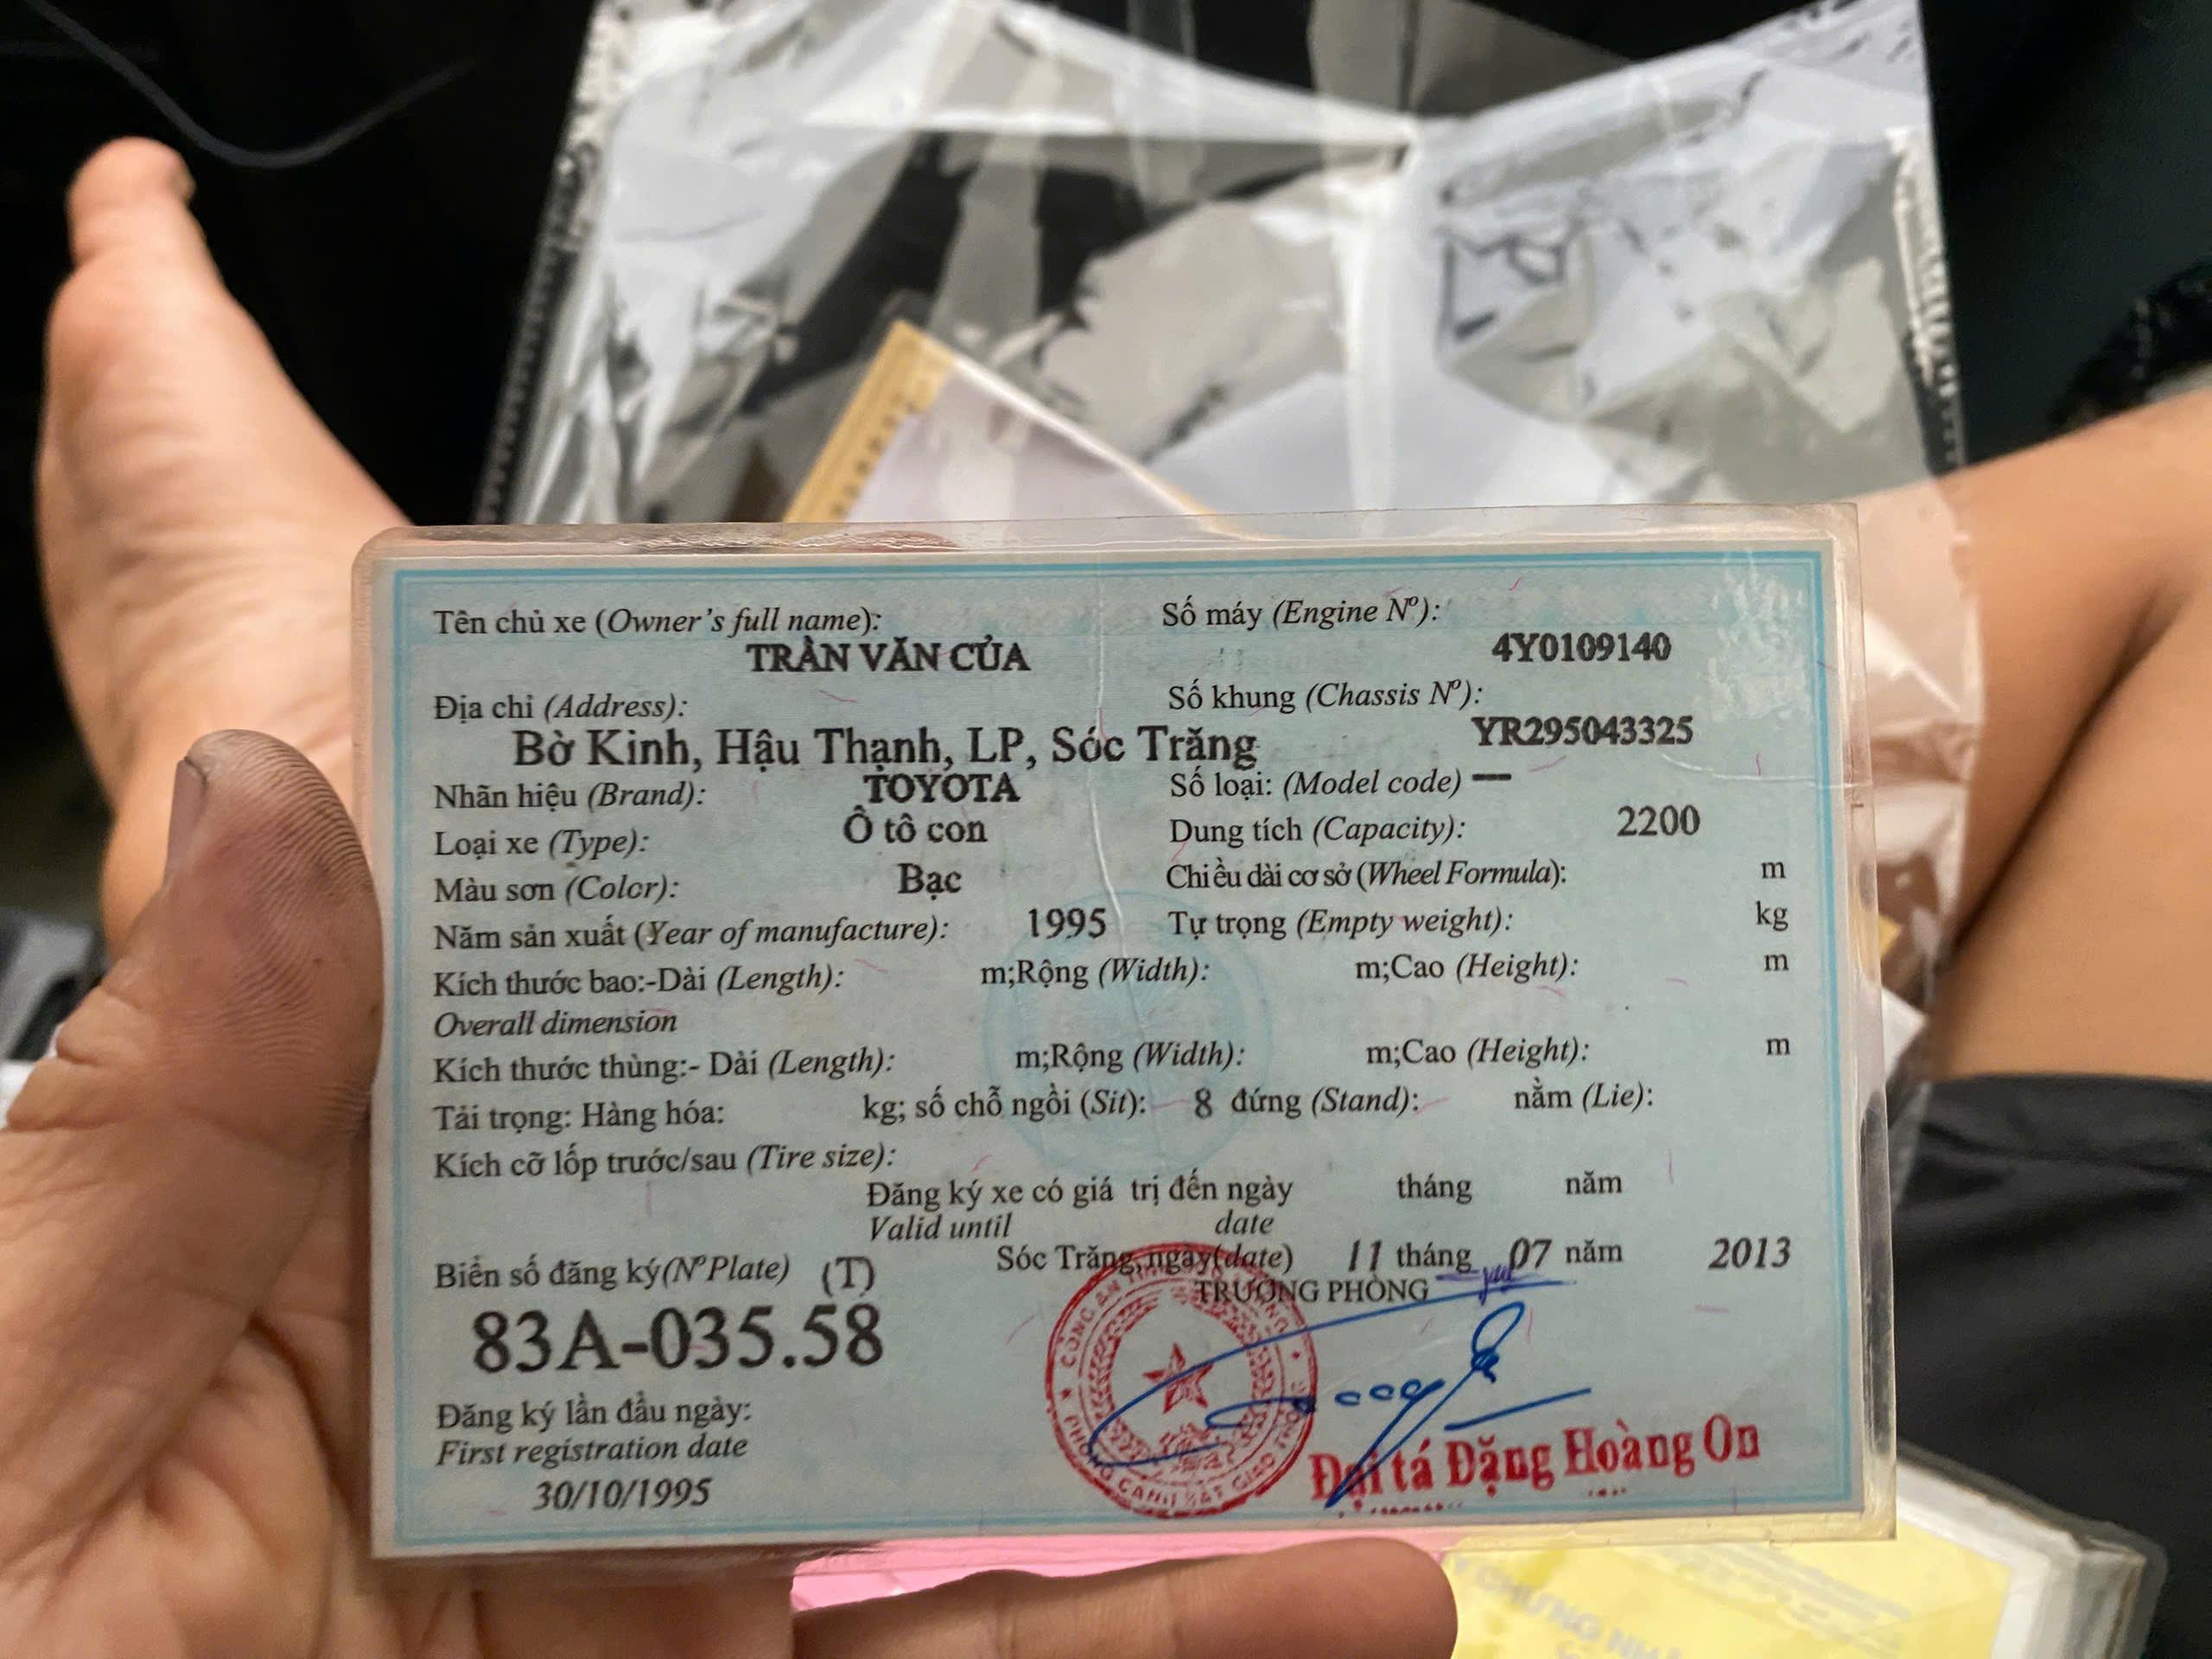 Tên chủ xe (Owner's full name):
TRẦN VĂN CỦA
Số máy (Engine Nº):
4Y0109140
Địa chỉ (Address):
Bờ Kinh, Hậu Thạnh, LP, Sóc Trăng
Số khung (Chassis Nº):
YR295043325
Nhãn hiệu (Brand): TOYOTA
Số loại: (Model code) —
Loại xe (Type): Ô tô con
Dung tích (Capacity): 2200
Màu sơn (Color): Bạc
Chiều dài cơ sở (Wheel Formula): m
Năm sản xuất (Year of manufacture): 1995
Tự trọng (Empty weight): kg
Kích thước bao:-Dài (Length): m;Rộng (Width): m;Cao (Height): m
Overall dimension
Kích thước thùng:- Dài (Length): m;Rộng (Width): m;Cao (Height): m
Tải trọng: Hàng hóa: kg; số chỗ ngồi (Sit): 8 đứng (Stand): nằm (Lie):
Kích cỡ lốp trước/sau (Tire size):
Đăng ký xe có giá trị đến ngày tháng năm
Valid until date
Biển số đăng ký(NºPlate) (T)
83A-035.58
Đăng ký lần đầu ngày:
First registration date
30/10/1995
Sóc Trăng,ngày(date) 11 tháng 07 năm 2013
TRƯỞNG PHÒNG
Đại tá Đặng Hoàng On